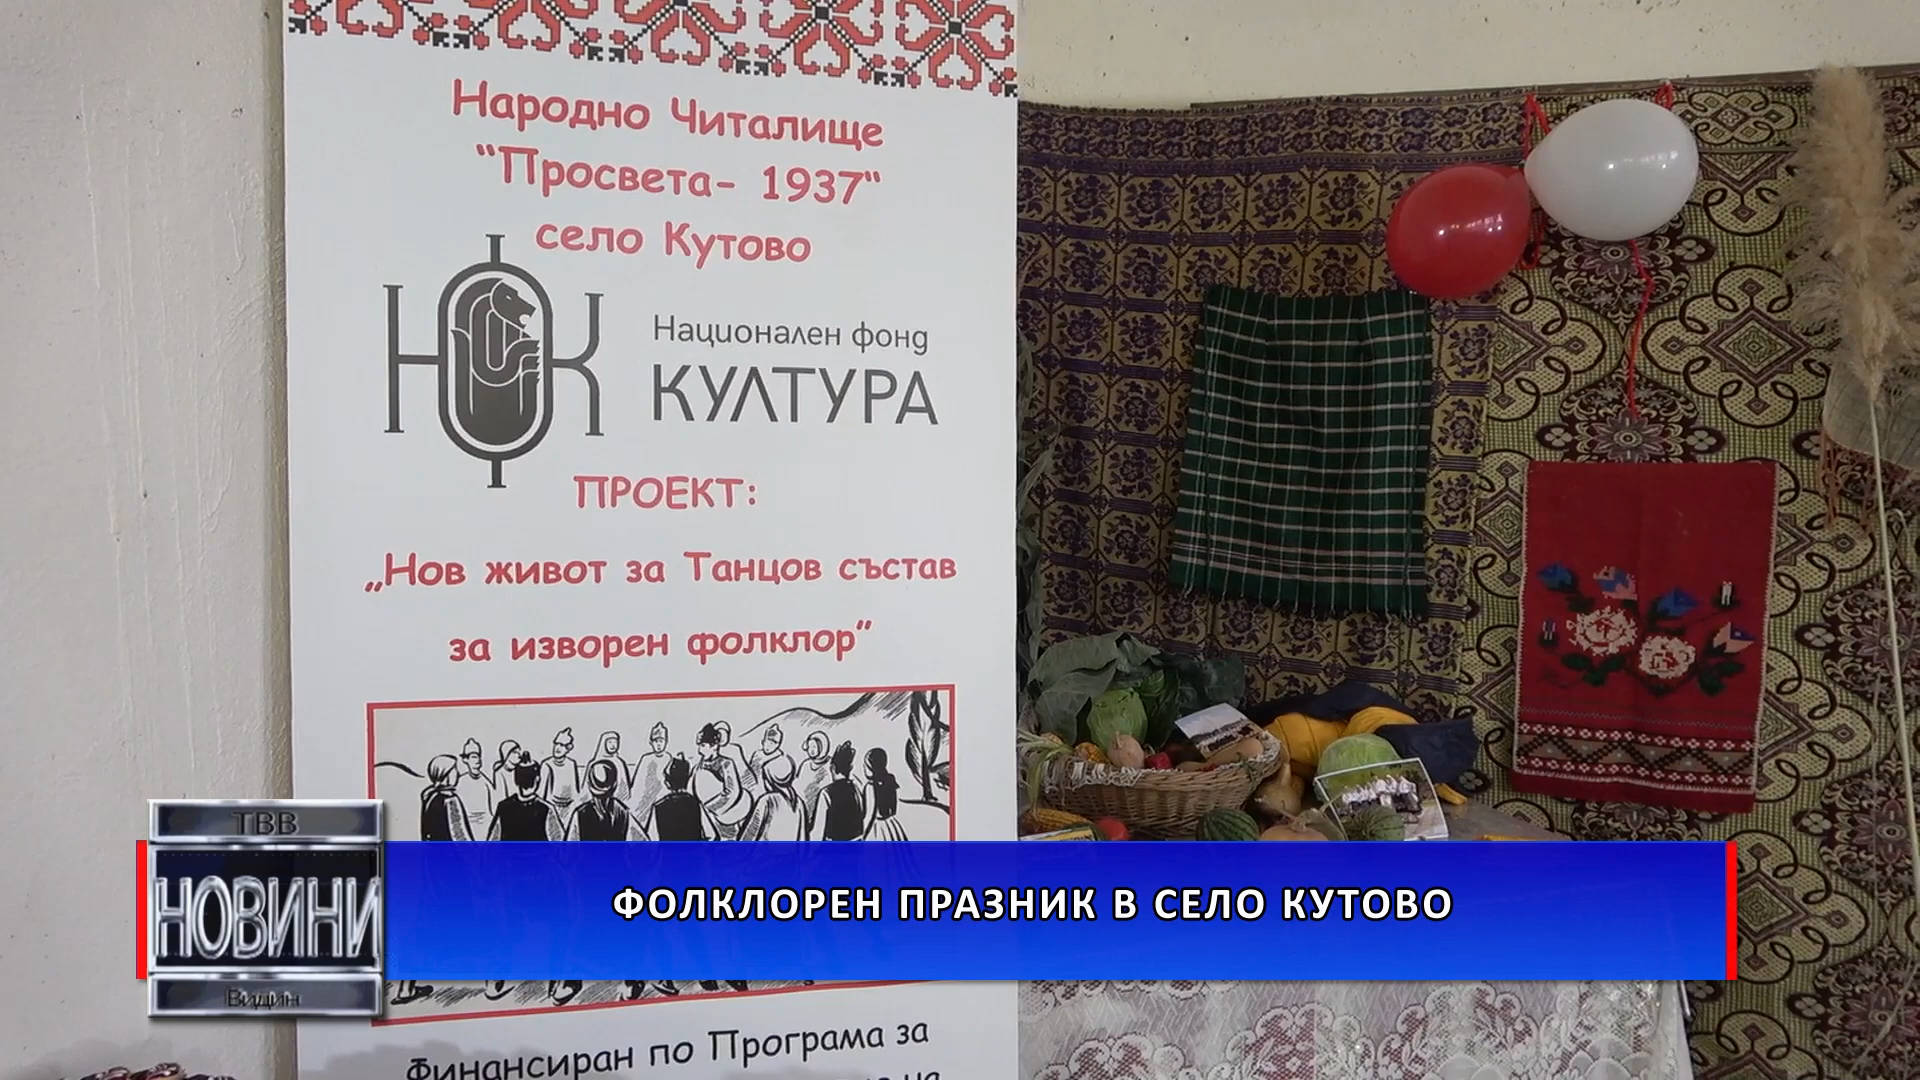 Народно Читалище
“Просвета- 1937“
село Кутово
НФК
Национален фонд
КУЛТУРА
ПРОЕКТ:
„Нов живот за Танцов състав
за изворен фолклор”
ТВВ
НОВИНИ
Видин
ФОЛКЛОРЕН ПРАЗНИК В СЕЛО КУТОВО
Финансиран по Програма за